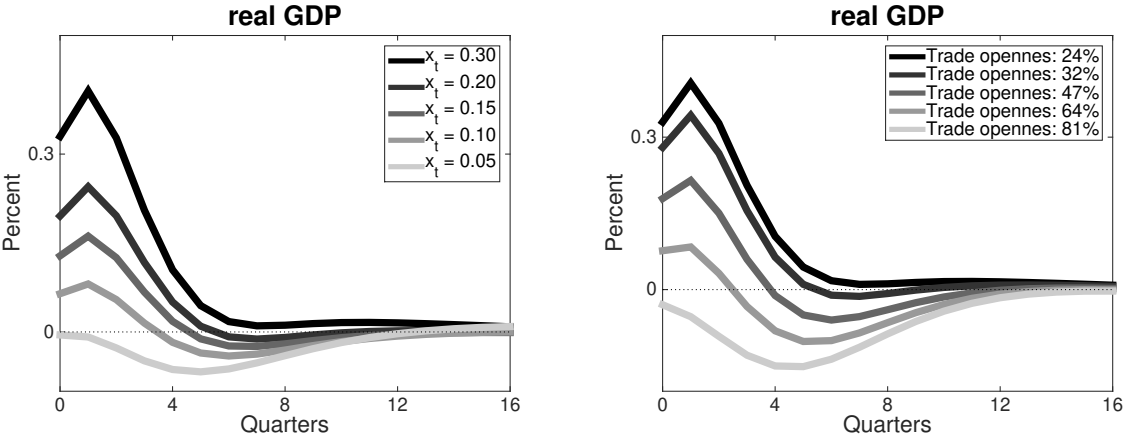 real GDP
x_t = 0.30
x_t = 0.20
x_t = 0.15
x_t = 0.10
x_t = 0.05
0.3
0
Percent
0 4 8 12 16
Quarters
real GDP
Trade opennes: 24%
Trade opennes: 32%
Trade opennes: 47%
Trade opennes: 64%
Trade opennes: 81%
0.3
0
Percent
0 4 8 12 16
Quarters